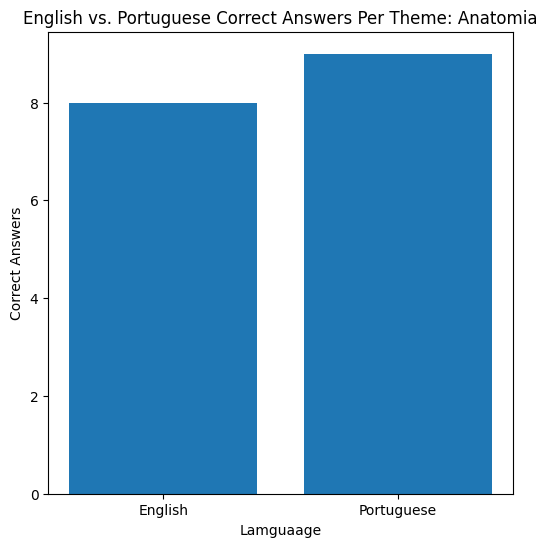 English vs. Portuguese Correct Answers Per Theme: Anatomia
Correct Answers
8
6
4
2
0
English Portuguese
Lamguaage